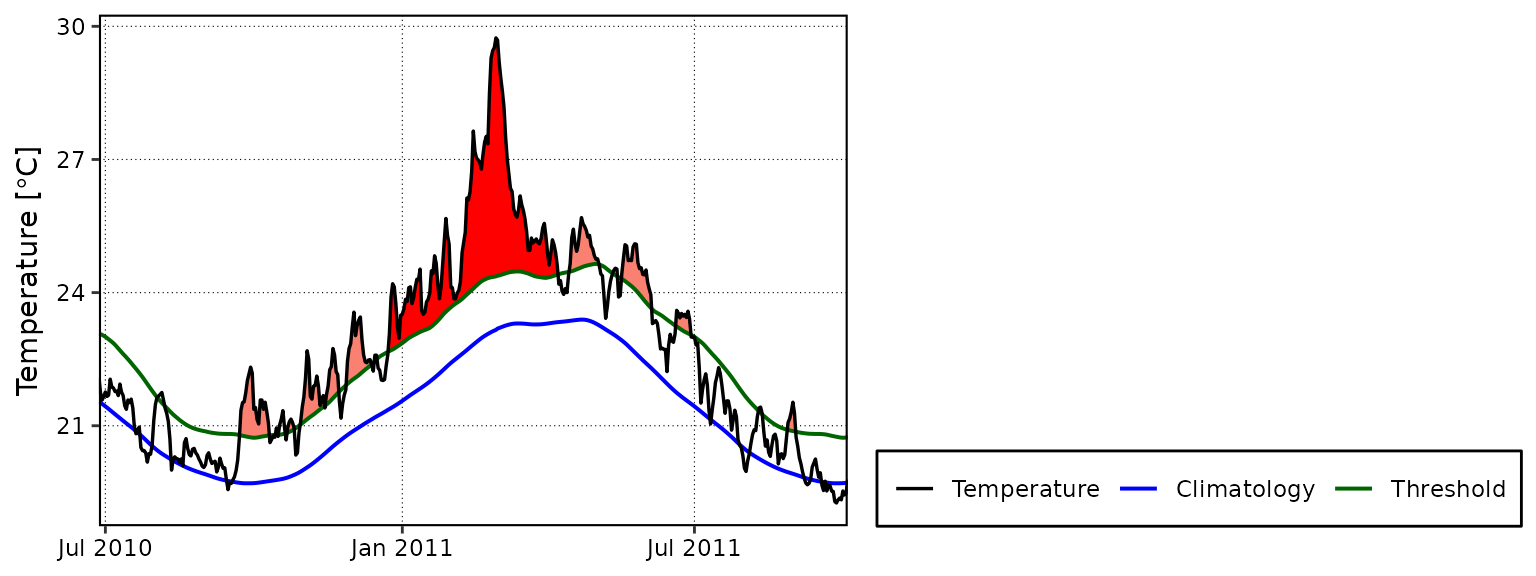 Temperature [°C]
30
27
24
21
Jul 2010
Jan 2011
Jul 2011
Temperature
Climatology
Threshold